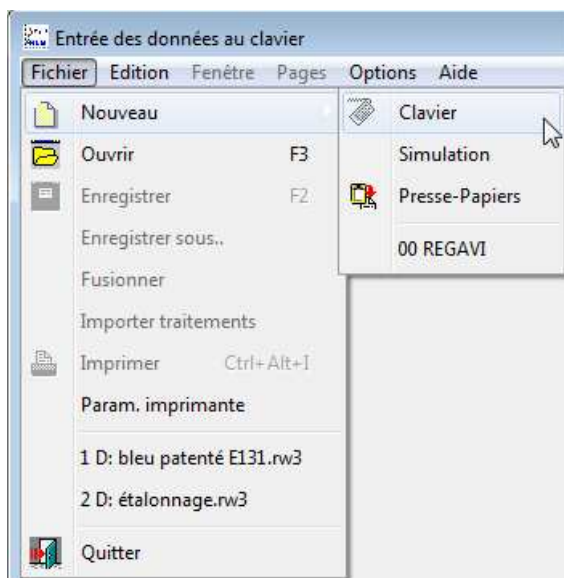 Entrée des données au clavier
Fichier Edition Fenêtre Pages Options Aide
Nouveau
Ouvrir F3
Enregistrer F2
Enregistrer sous..
Fusionner
Importer traitements
Imprimer Ctrl+Alt+I
Param. imprimante
1 D: bleu patenté E131.rw3
2 D: étalonnage.rw3
Quitter
Clavier
Simulation
Presse-Papiers
00 REGAVI